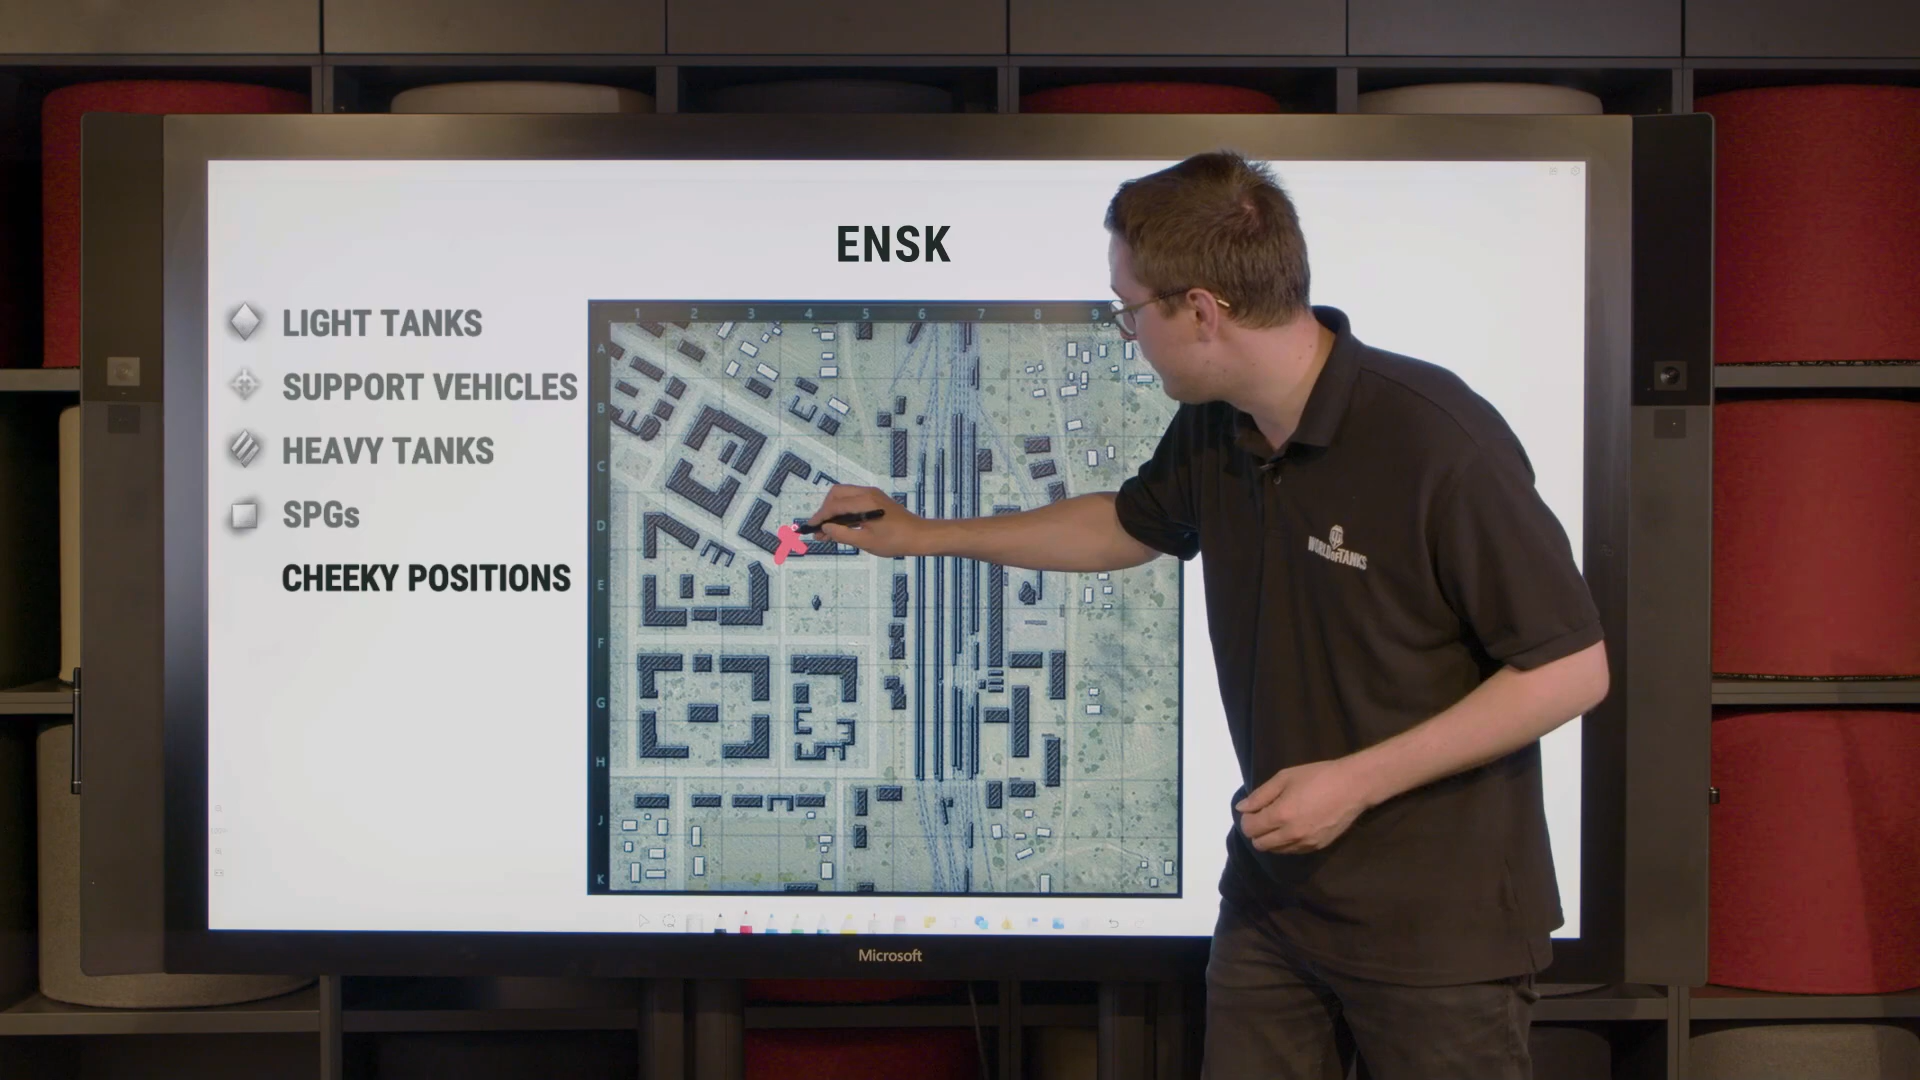 ENSK
LIGHT TANKS
SUPPORT VEHICLES
HEAVY TANKS
SPGs
CHEEKY POSITIONS
1 2 3 4 5 6 7 8 9
A
B
C
D
E
F
G
H
J
K
WORLD OF TANKS
Microsoft